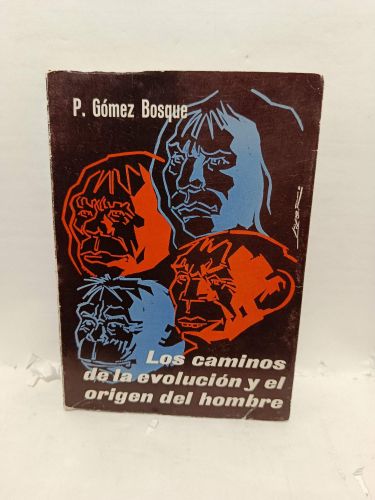 P. Gómez Bosque
Los caminos
de la evolución y el
origen del hombre